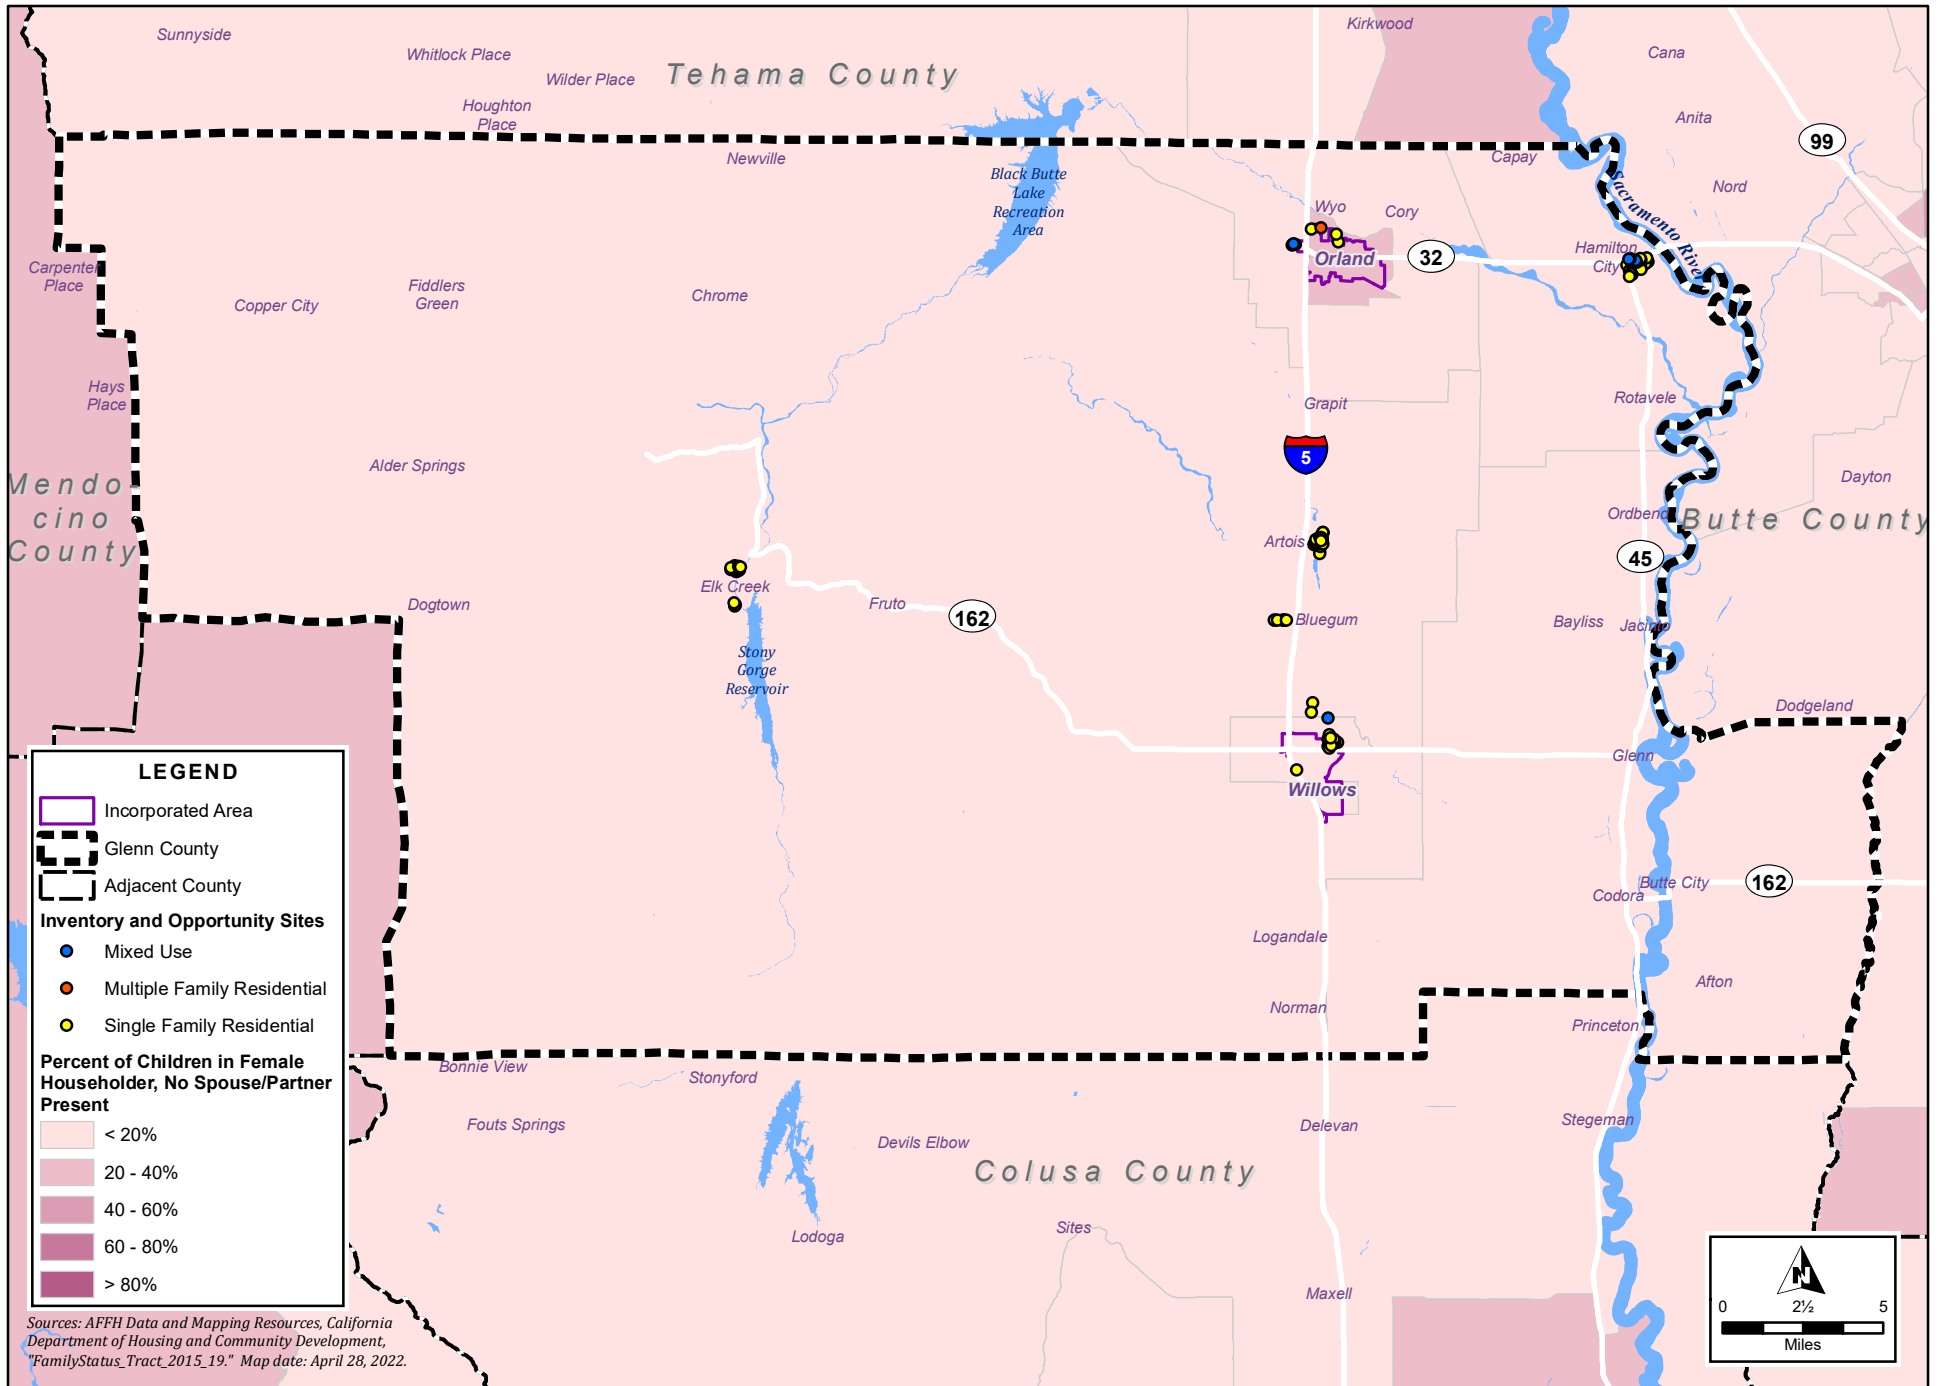 Sunnyside
Whitlock Place
Wilder Place
Houghton
Place
Tehama County
Kirkwood
Cana
Anita
99
Newville
Capay
Nord
Black Butte
Lake
Recreation
Area
Sacramento River
Wyo
Cory
Hamilton
City
Orland
32
Carpenter
Place
Copper City
Fiddlers
Green
Chrome
Hays
Place
Grapit
Rotavele
5
Alder Springs
Dayton
Mendo-
cino
County
Ordbend
Butte County
Artois
45
Elk Creek
Dogtown
Fruto
162
Bluegum
Bayliss
Jacinto
Stony
Gorge
Reservoir
Dodgeland
Glenn
Willows
Butte City
162
Codora
Logandale
Afton
Norman
Princeton
Bonnie View
Stonyford
Fouts Springs
Devils Elbow
Delevan
Stegeman
Colusa County
Lodoga
Sites
Maxell
LEGEND
Incorporated Area
Glenn County
Adjacent County
Inventory and Opportunity Sites
Mixed Use
Multiple Family Residential
Single Family Residential
Percent of Children in Female
Householder, No Spouse/Partner
Present
< 20%
20 - 40%
40 - 60%
60 - 80%
> 80%
Sources: AFFH Data and Mapping Resources, California
Department of Housing and Community Development,
"FamilyStatus_Tract_2015_19." Map date: April 28, 2022.
N
0 2½ 5
Miles